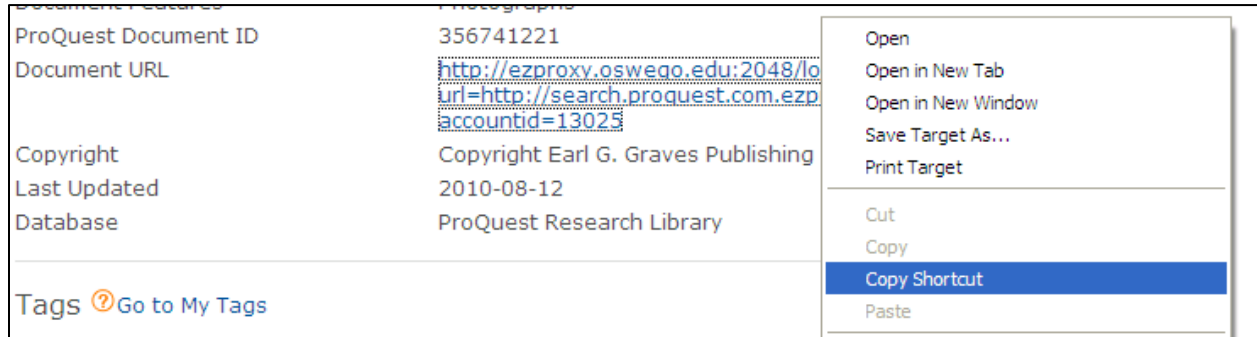 Document Features Photographs
ProQuest Document ID 356741221
Document URL http://ezproxy.oswego.edu:2048/lo
url=http://search.proquest.com.ezp
accountid=13025
Copyright Copyright Earl G. Graves Publishing
Last Updated 2010-08-12
Database ProQuest Research Library
Tags ?Go to My Tags
Open
Open in New Tab
Open in New Window
Save Target As...
Print Target
Cut
Copy
Copy Shortcut
Paste